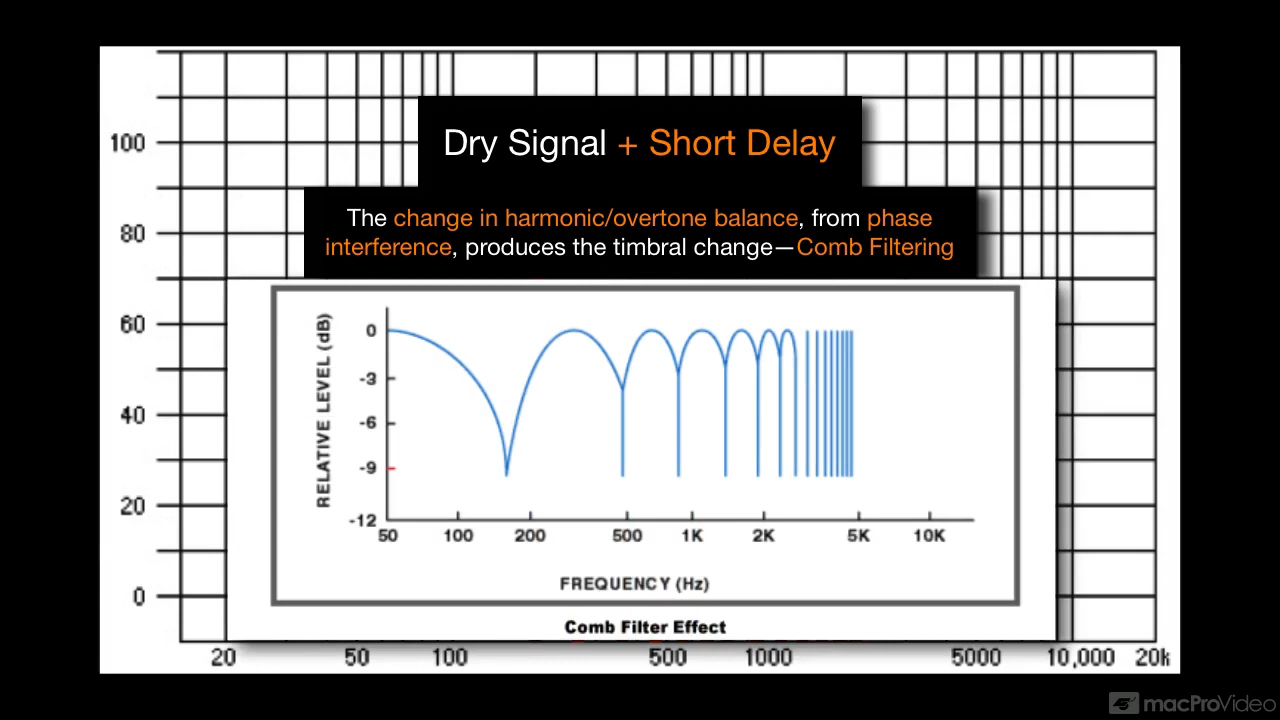 Dry Signal + Short Delay
The change in harmonic/overtone balance, from phase
interference, produces the timbral change—Comb Filtering
100
80
60
40
20
0
RELATIVE LEVEL (dB)
0
-3
-6
-9
-12
50 100 200 500 1K 2K 5K 10K
FREQUENCY (Hz)
Comb Filter Effect
20 50 100 500 1000 5000 10,000 20k
macProVideo